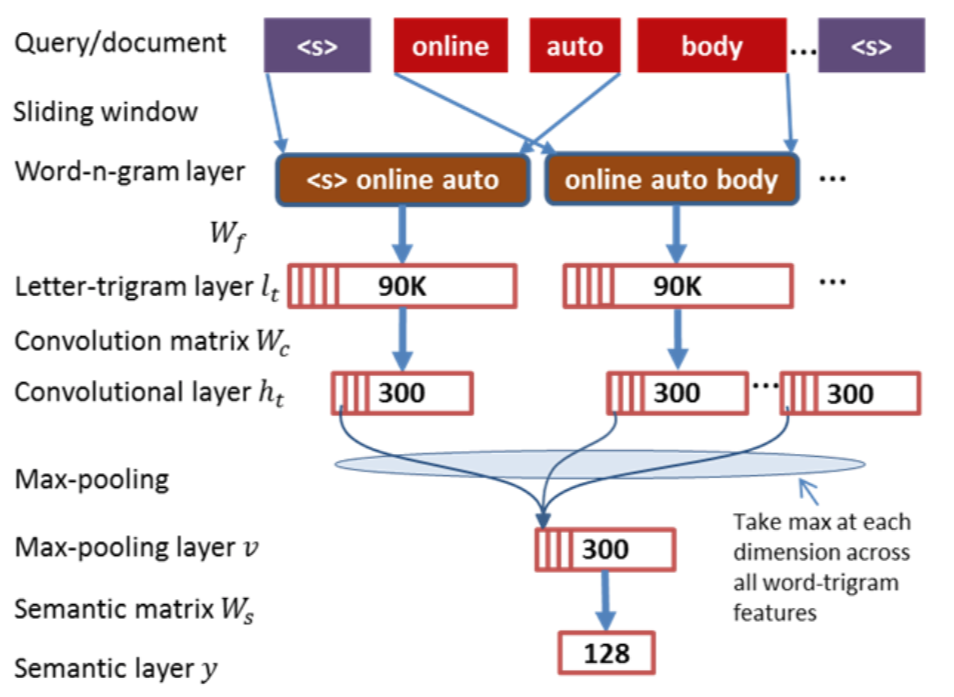 Query/document <s> online auto body ... <s>
Sliding window
Word-n-gram layer <s> online auto online auto body ...
W_f
Letter-trigram layer l_t 90K 90K ...
Convolution matrix W_c
Convolutional layer h_t 300 300 ... 300
Max-pooling
Take max at each
dimension across
all word-trigram
features
Max-pooling layer v 300
Semantic matrix W_s
Semantic layer y 128